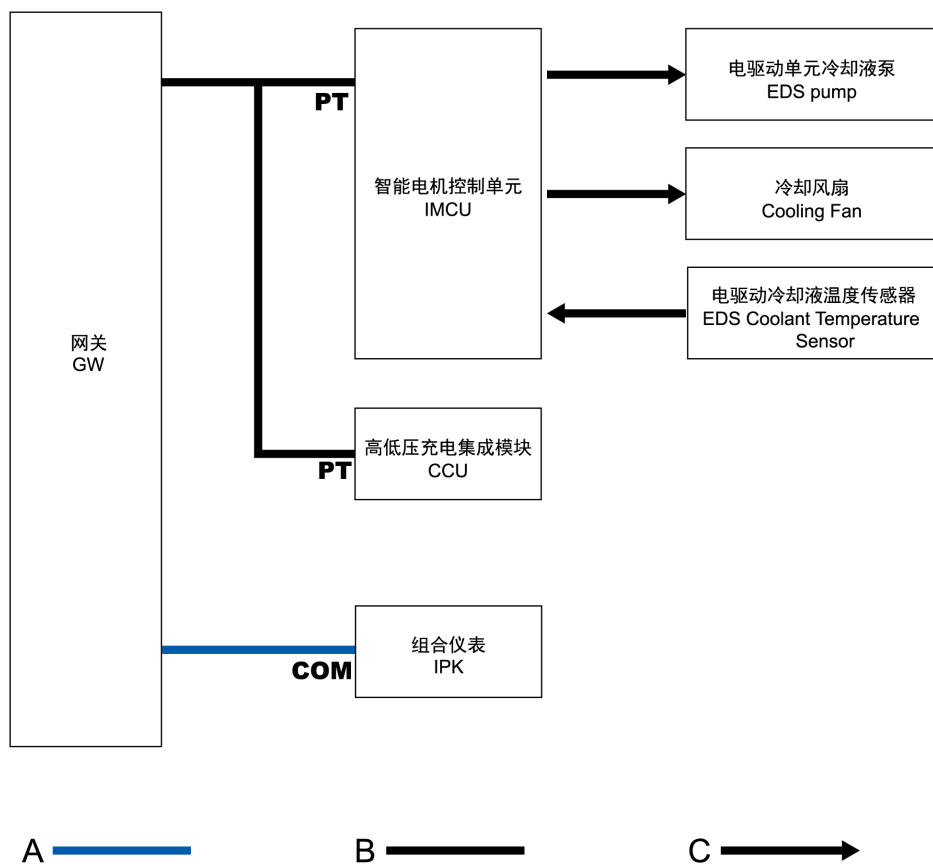 网关
GW
PT
智能电机控制单元
IMCU
电驱动单元冷却液泵
EDS pump
冷却风扇
Cooling Fan
电驱动冷却液温度传感器
EDS Coolant Temperature
Sensor
PT
高低压充电集成模块
CCU
COM
组合仪表
IPK
A
B
C